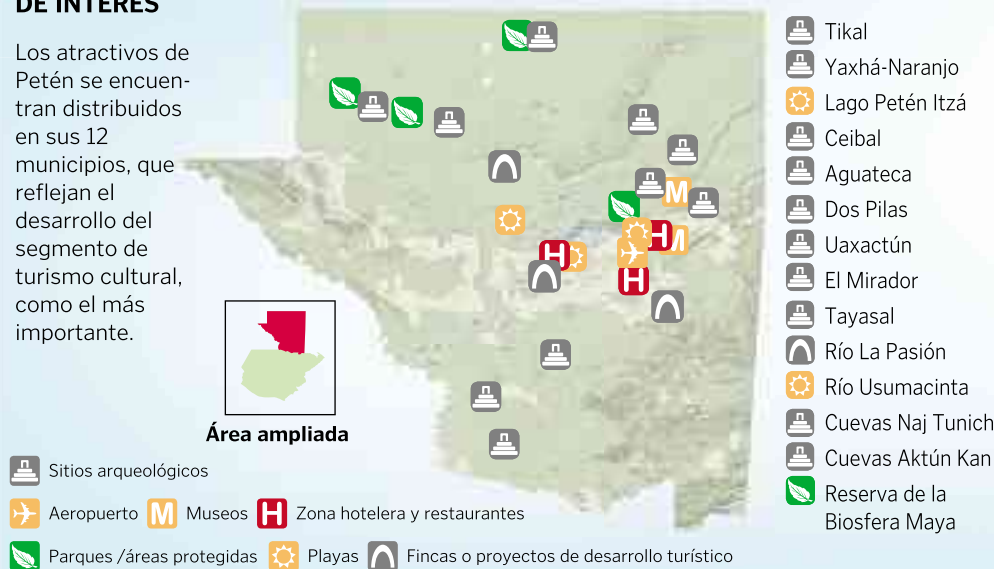 DE INTERÉS
Los atractivos de
Petén se encuen-
tran distribuidos
en sus 12
municipios, que
reflejan el
desarrollo del
segmento de
turismo cultural,
como el más
importante.
Área ampliada
Sitios arqueológicos
Aeropuerto M Museos H Zona hotelera y restaurantes
Parques /áreas protegidas Playas Fincas o proyectos de desarrollo turístico
M
H M
H
H
Tikal
Yaxhá-Naranjo
Lago Petén Itzá
Ceibal
Aguateca
Dos Pilas
Uaxactún
El Mirador
Tayasal
Río La Pasión
Río Usumacinta
Cuevas Naj Tunich
Cuevas Aktún Kan
Reserva de la
Biosfera Maya